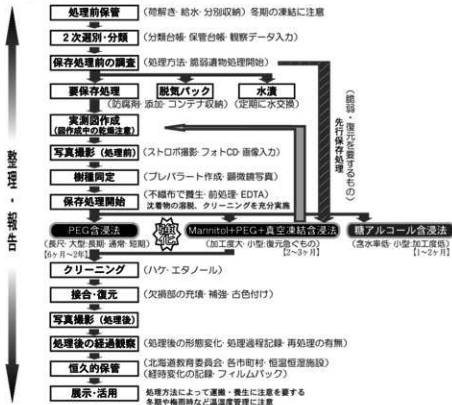 処理前保管 (荷解き・給水・分別収納) 冬期の凍結に注意
2次選別・分類 (分類台帳・保管台帳・観察データ入力)
保存処理前の調査 (処理方法・脆弱遺物処理開始)
要保存処理 脱気パック 水漬
(防腐剤・添加・コンテナ収納) (定期に水交換)
実測図作成
(図作成中の乾燥注意)
写真撮影 (処理前) (ストロボ撮影・フォトCD・画像入力)
樹種同定 (プレパラート作成・顕微鏡写真)
保存処理開始 (不織布で養生・前処理・EDTA)
沈着物の溶脱、クリーニングを充分実施
(脆弱・復元を要するもの)
先行保存処理
整理・報告
PEG含浸法 強化 Mannitol+PEG+真空凍結含浸法 糖アルコール含浸法
(長尺・大型・長期・通常・短期) (加工度大・小型・復元急ぐもの) (含水率低・小型・加工度低)
【6ヶ月~2年】 【2~3ヶ月】 【1~2ヶ月】
クリーニング (ハケ・エタノール)
接合・復元 (欠損部の充填・補強・古色付け)
写真撮影 (処理後)
処理後の経過観察 (処理後の形態変化・処理過程記録・再処理の有無)
恒久的保管 (北海道教育委員会・各市町村・恒温恒湿施設)
(経時変化の記録・フィルムパック)
展示・活用 処理方法によって運搬・養生に注意を要する
冬期や梅雨時など温湿度管理に注意